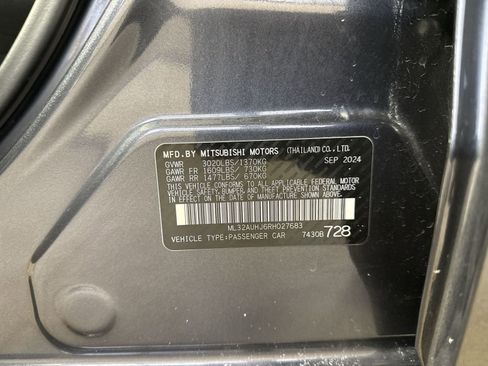 MFD.BY MITSUBISHI MOTORS (THAILAND)CO.,LTD.
GVWR 3020LBS/1370KG SEP 2024
GAWR FR 1609LBS/ 730KG
GAWR RR 1477LBS/ 670KG
THIS VEHICLE CONFORMS TO ALL APPLICABLE FEDERAL MOTOR
VEHICLE SAFETY,BUMPER,AND THEFT PREVENTION STANDARDS
IN EFFECT ON THE DATE OF MANUFACTURE SHOWN ABOVE.
ML32AUHJ6RH027683
VEHICLE TYPE:PASSENGER CAR 7430B 728